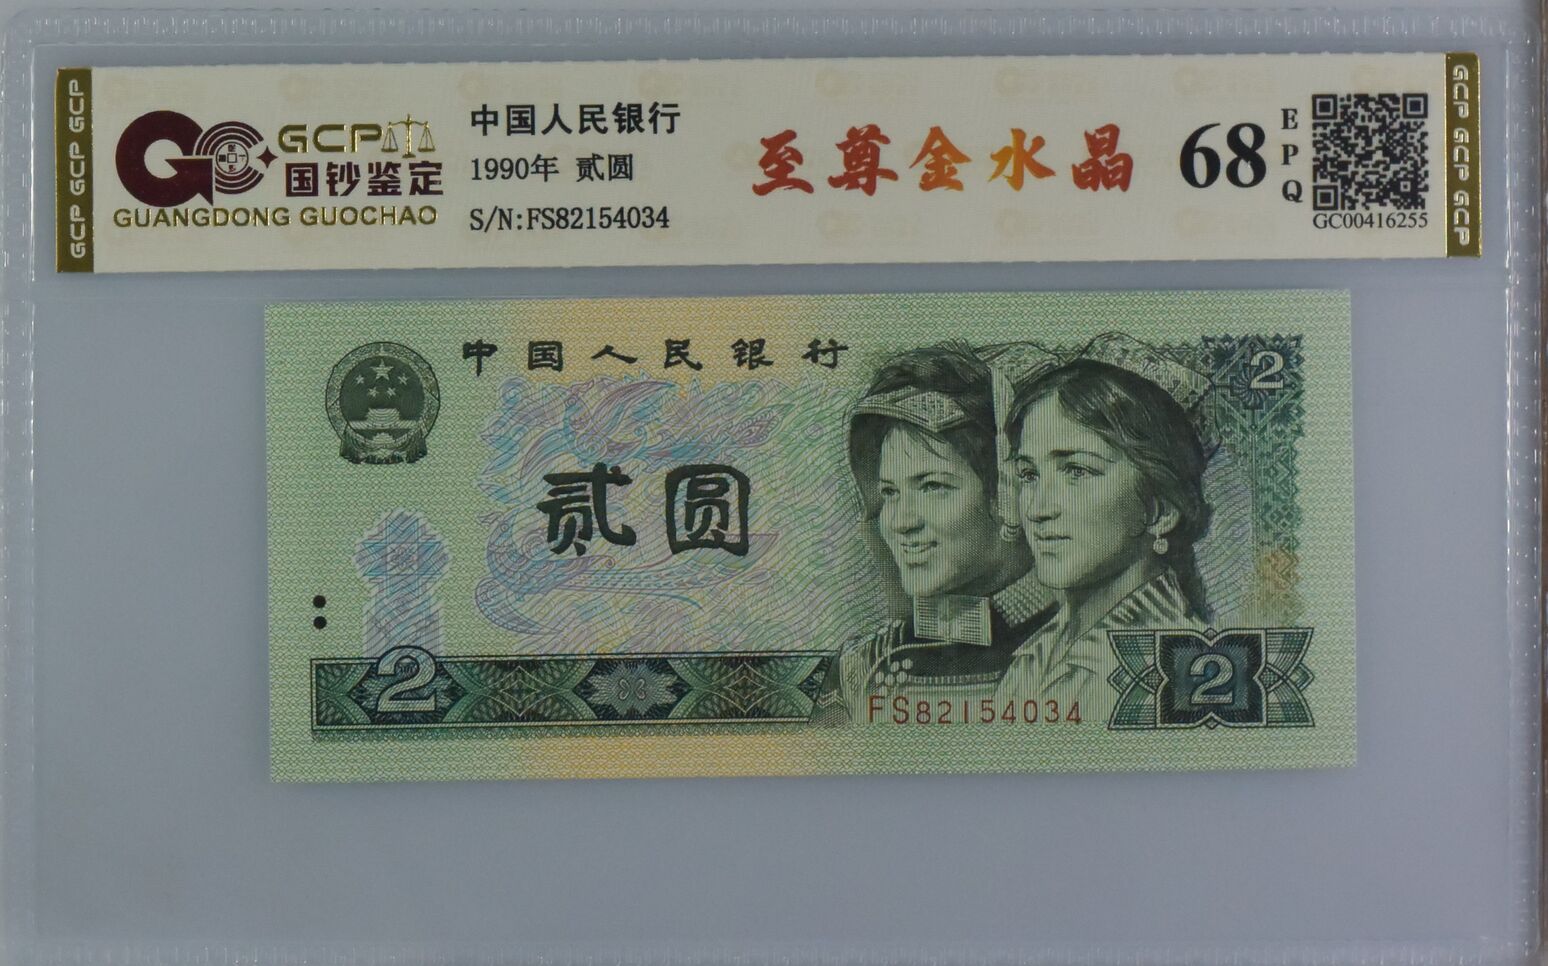 GCP GCP GCP
GCP
国钞鉴定
GUANGDONG GUOCHAO
中国人民银行
1990年 贰圆
S/N:FS82154034
至尊金水晶
68
EPQ
GC00416255
GCP GCP GCP
中国人民银行
2
贰圆
2
FS82154034
2